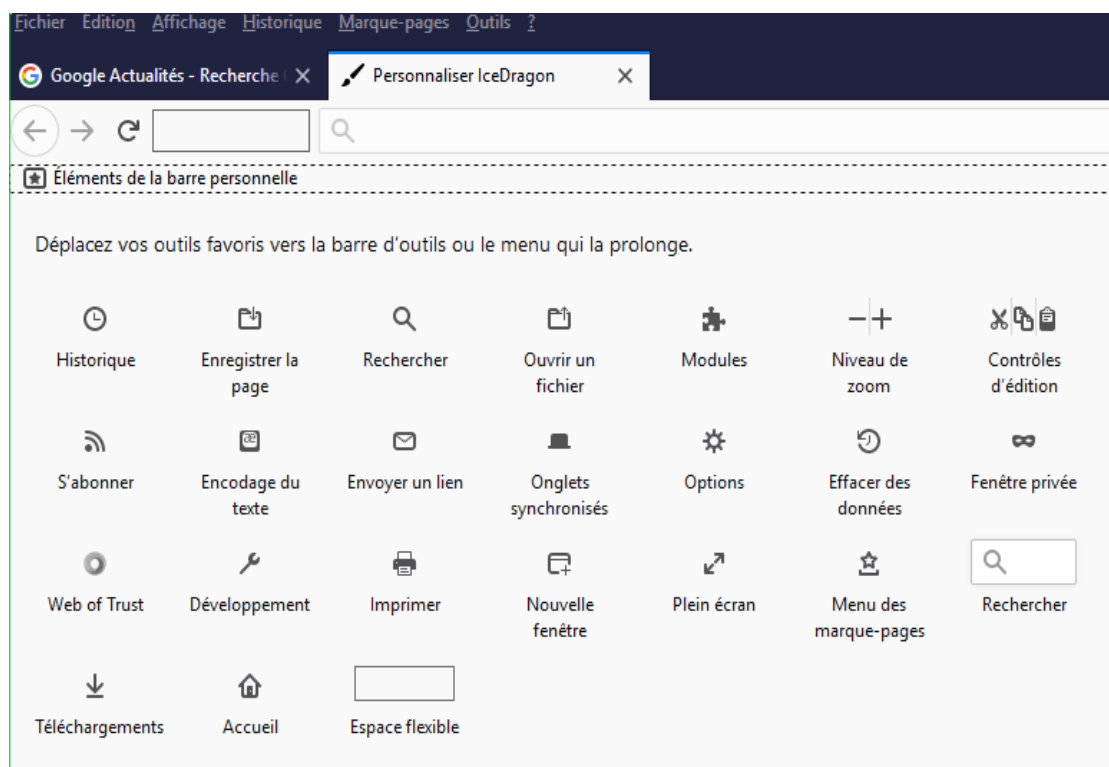 Fichier Edition Affichage Historique Marque-pages Outils ?
Google Actualités - Recherche Personnaliser IceDragon
Éléments de la barre personnelle
Déplacez vos outils favoris vers la barre d'outils ou le menu qui la prolonge.
Historique Enregistrer la page Rechercher Ouvrir un fichier Modules Niveau de zoom Contrôles d'édition
S'abonner Encodage du texte Envoyer un lien Onglets synchronisés Options Effacer des données Fenêtre privée
Web of Trust Développement Imprimer Nouvelle fenêtre Plein écran Menu des marque-pages Rechercher
Téléchargements Accueil Espace flexible